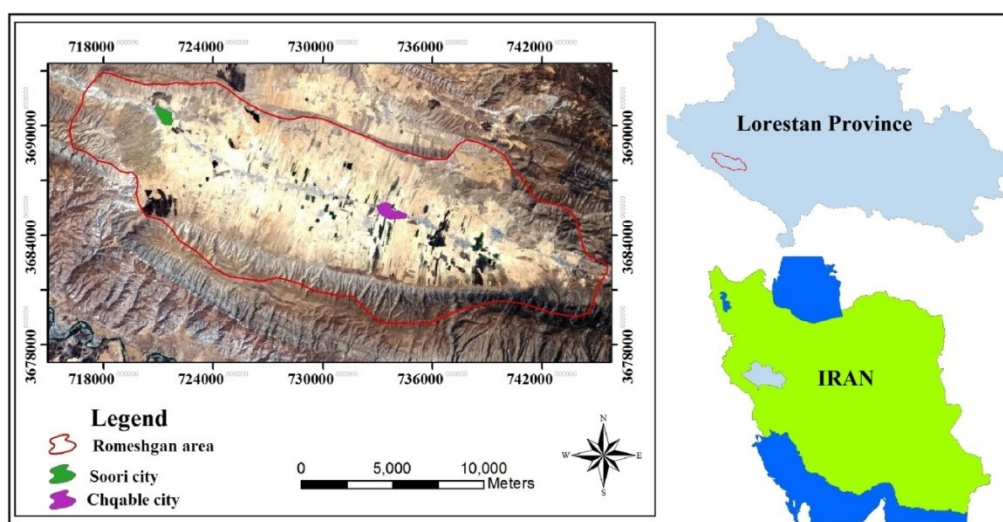 718000 724000 730000 736000 742000
3690000
3684000
3678000
3690000
3684000
3678000
718000 724000 730000 736000 742000
Legend
Romeshgan area
Soori city
Chqable city
N
W E
S
0 5,000 10,000
Meters
Lorestan Province
IRAN